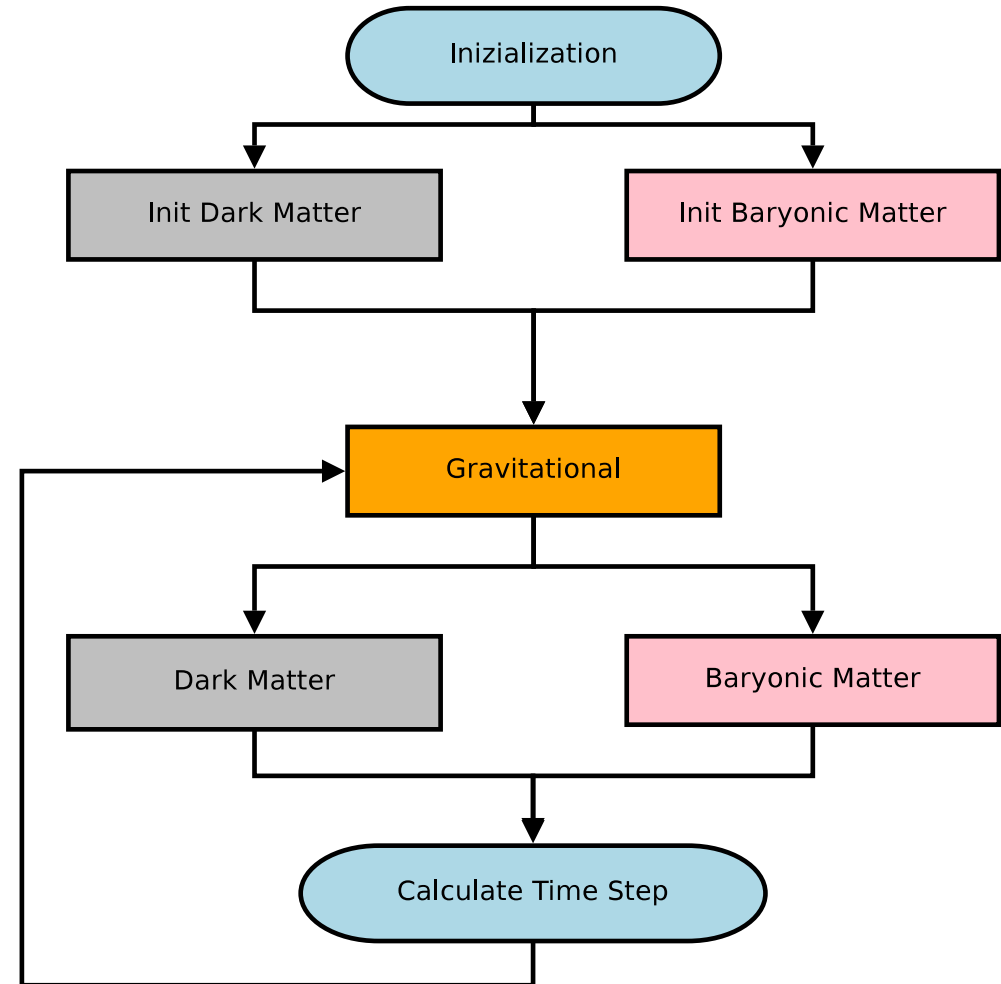 Inizialization
Init Dark Matter
Init Baryonic Matter
Gravitational
Dark Matter
Baryonic Matter
Calculate Time Step